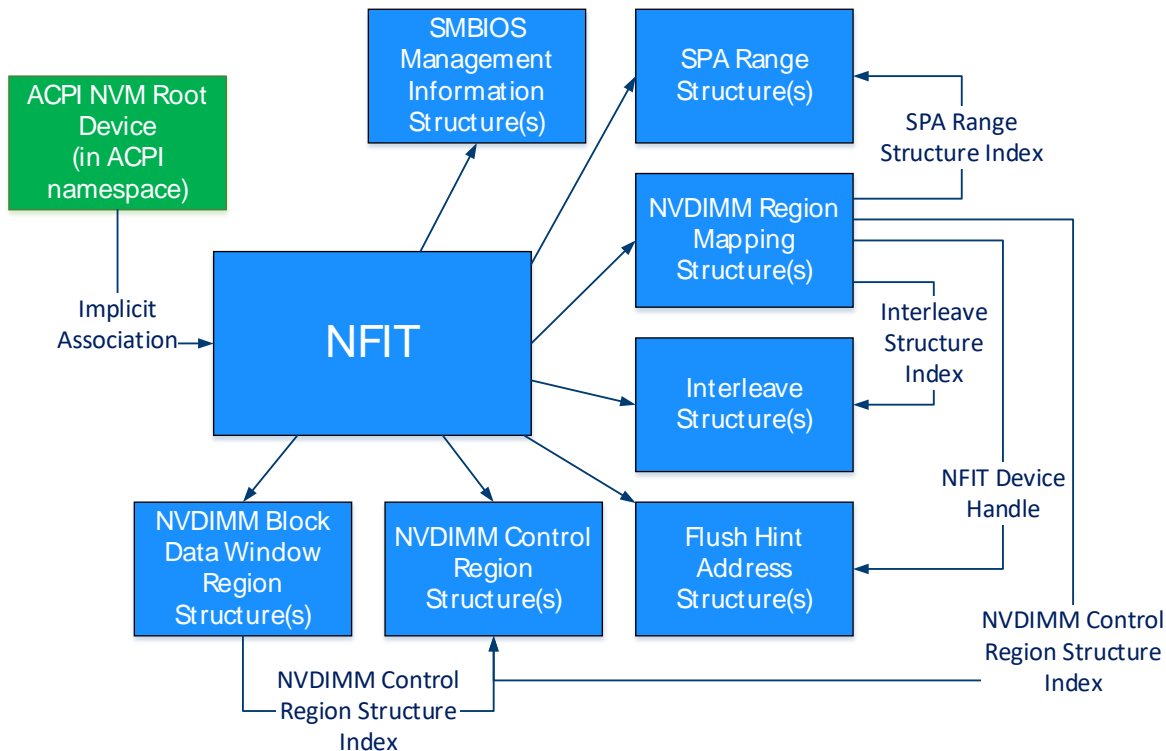 SMBIOS
Management
Information
Structure(s)
SPA Range
Structure(s)
ACPI NVM Root
Device
(in ACPI
namespace)
SPA Range
Structure Index
NVDIMM Region
Mapping
Structure(s)
Implicit
Association
NFIT
Interleave
Structure
Index
Interleave
Structure(s)
NFIT Device
Handle
NVDIMM Block
Data Window
Region
Structure(s)
NVDIMM Control
Region
Structure(s)
Flush Hint
Address
Structure(s)
NVDIMM Control
Region Structure
Index
NVDIMM Control
Region Structure
Index